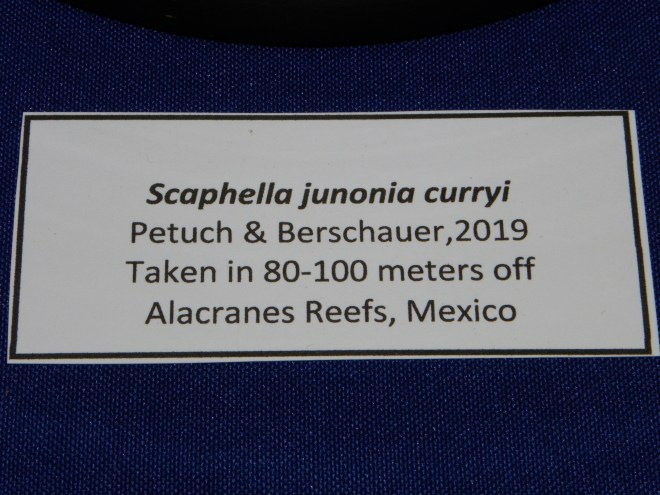 Scaphella junonia curryi
Petuch & Berschauer,2019
Taken in 80-100 meters off
Alacranes Reefs, Mexico